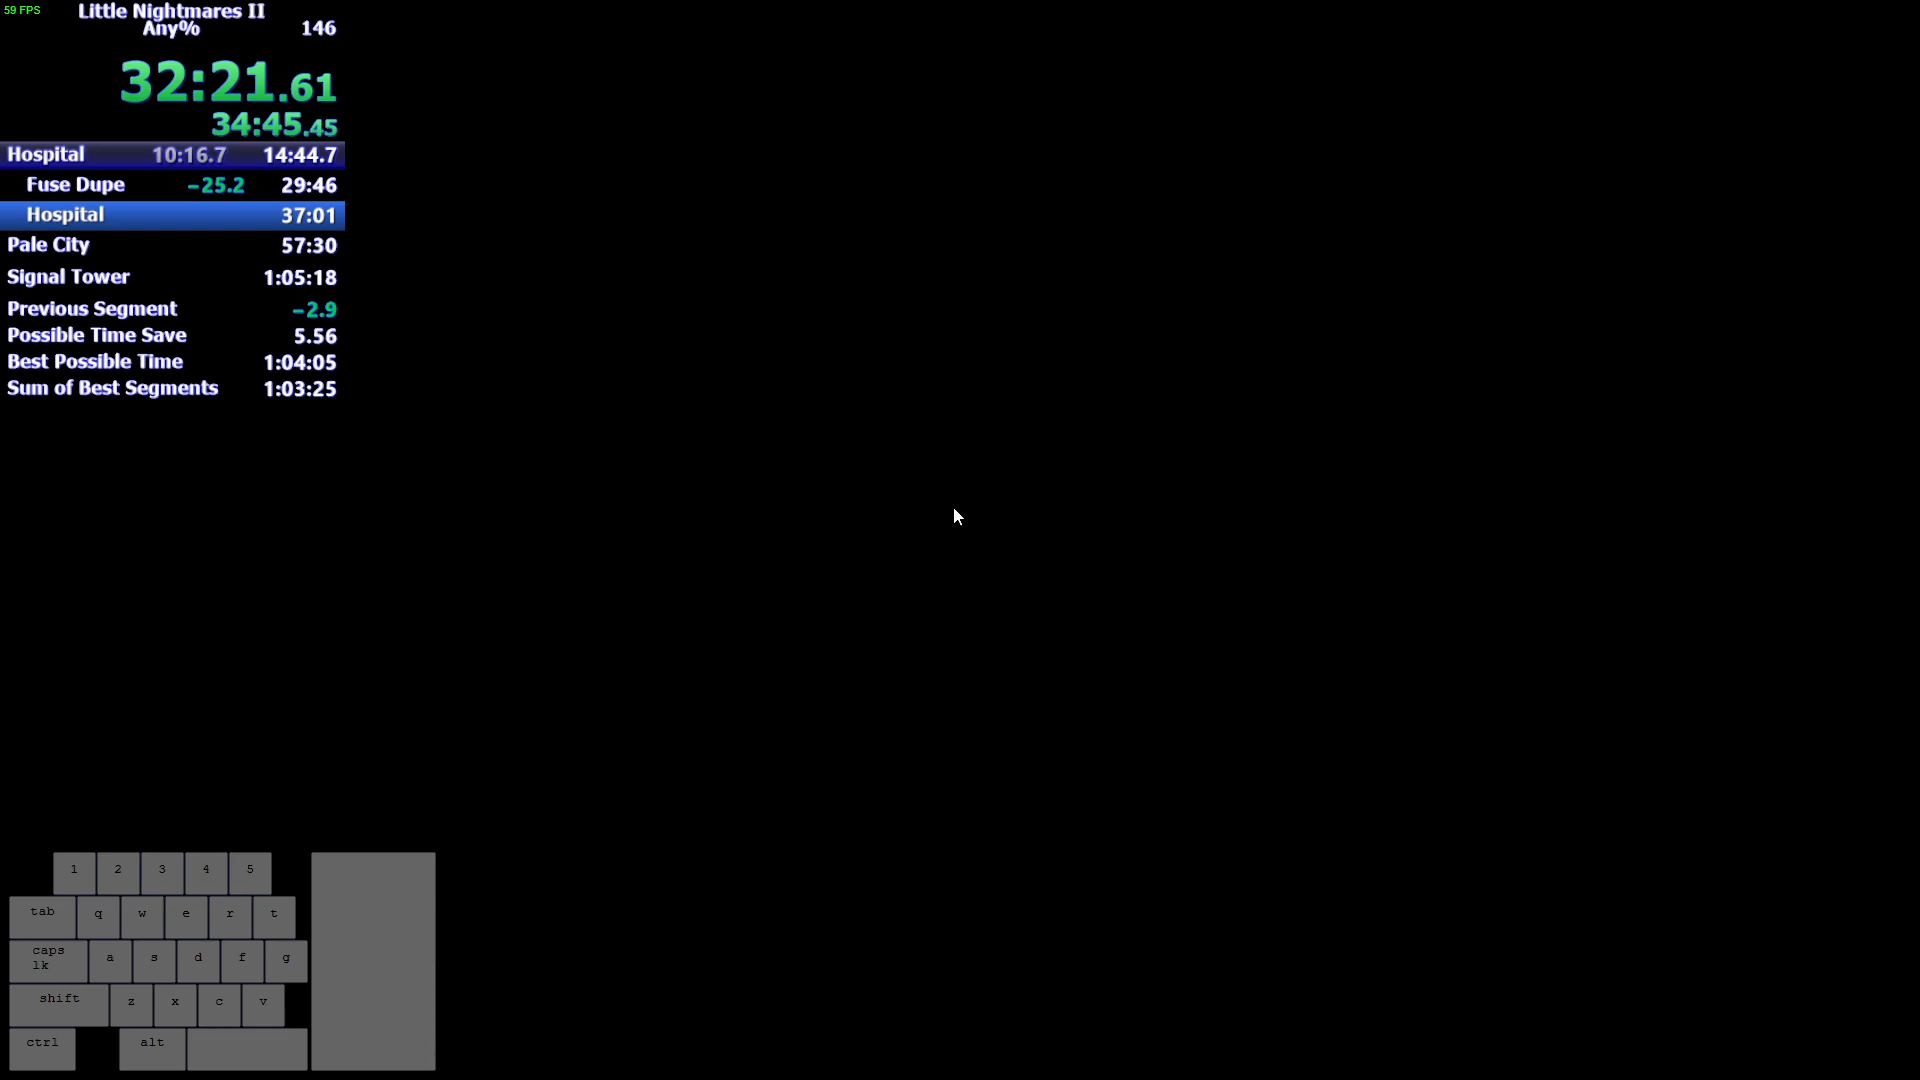 59 FPS
Little Nightmares II
Any% 146
32:21.61
34:45.45
Hospital 10:16.7 14:44.7
Fuse Dupe -25.2 29:46
Hospital 37:01
Pale City 57:30
Signal Tower 1:05:18
Previous Segment -2.9
Possible Time Save 5.56
Best Possible Time 1:04:05
Sum of Best Segments 1:03:25
1 2 3 4 5
tab q w e r t
caps
lk a s d f g
shift z x c v
ctrl alt